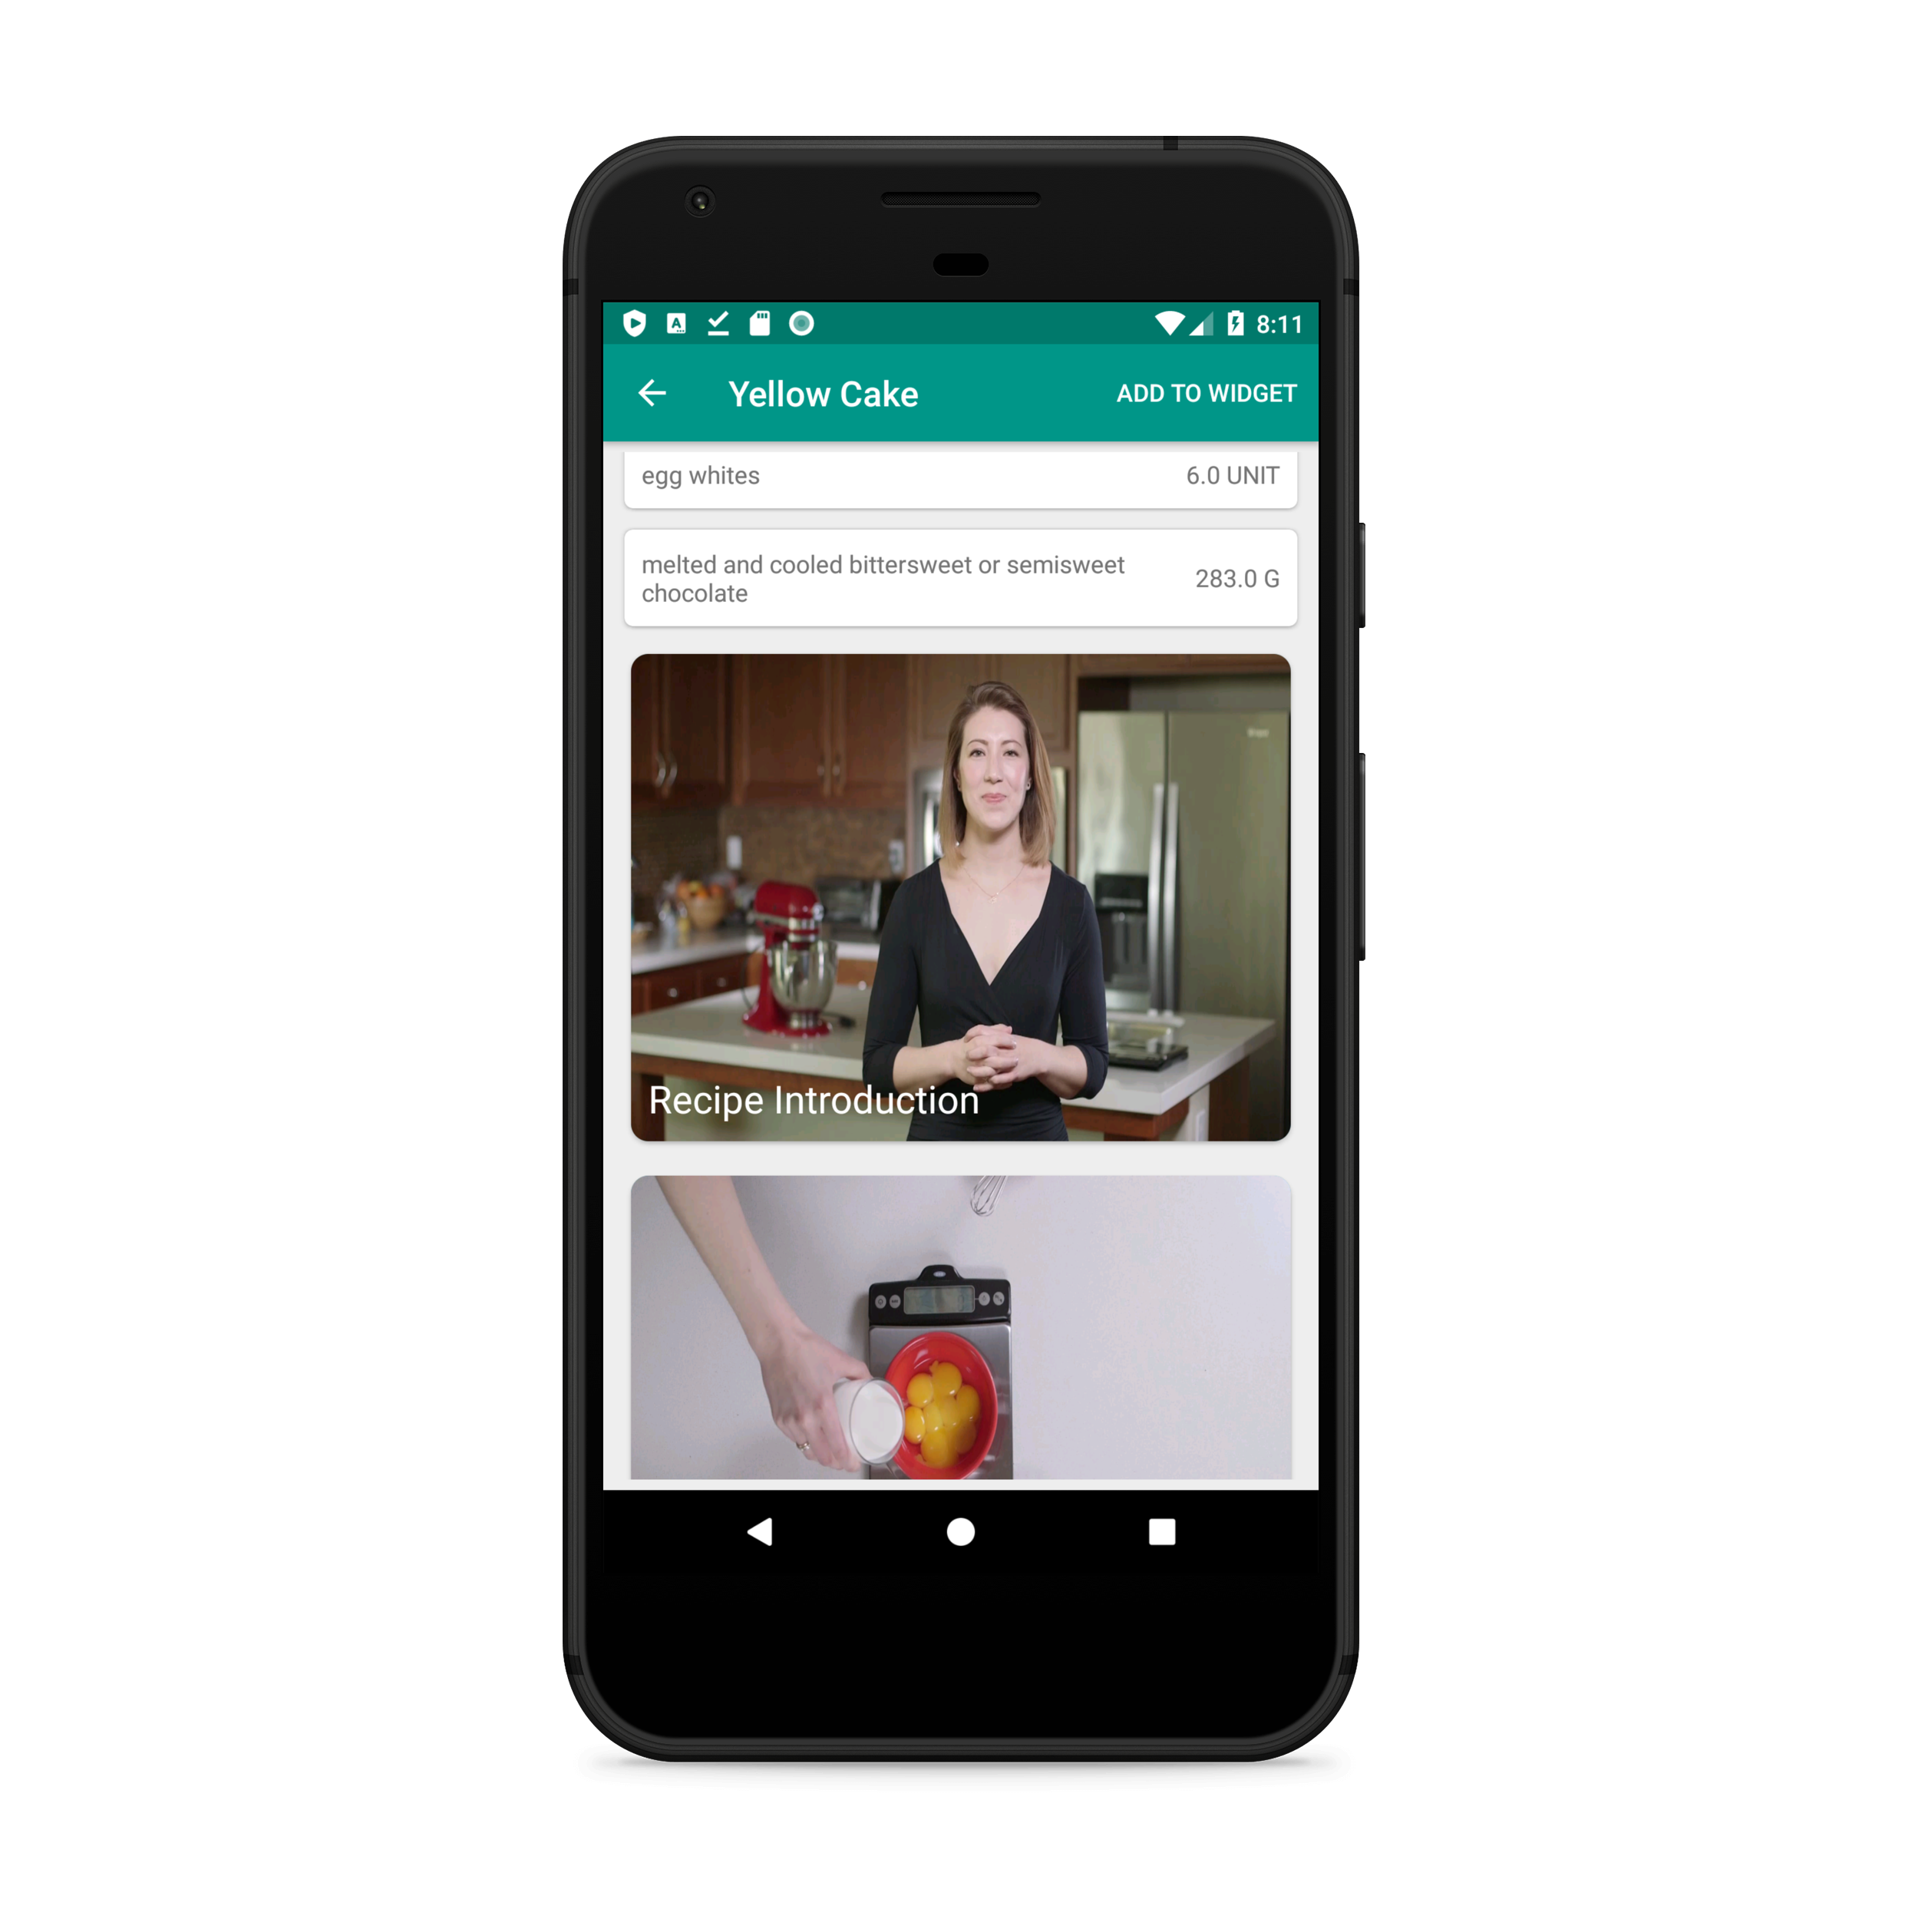 8:11
Yellow Cake ADD TO WIDGET
egg whites 6.0 UNIT
melted and cooled bittersweet or semisweet
chocolate
283.0 G
Recipe Introduction